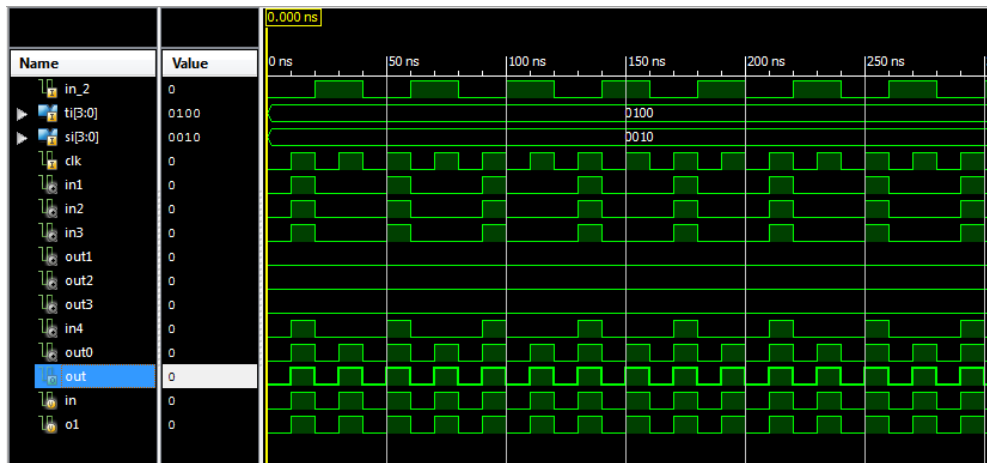 0.000 ns
Name Value 0 ns 50 ns 100 ns 150 ns 200 ns 250 ns
in_2 0
ti[3:0] 0100 0100
si[3:0] 0010 0010
clk 0
in1 0
in2 0
in3 0
out1 0
out2 0
out3 0
in4 0
out0 0
out 0
in 0
o1 0